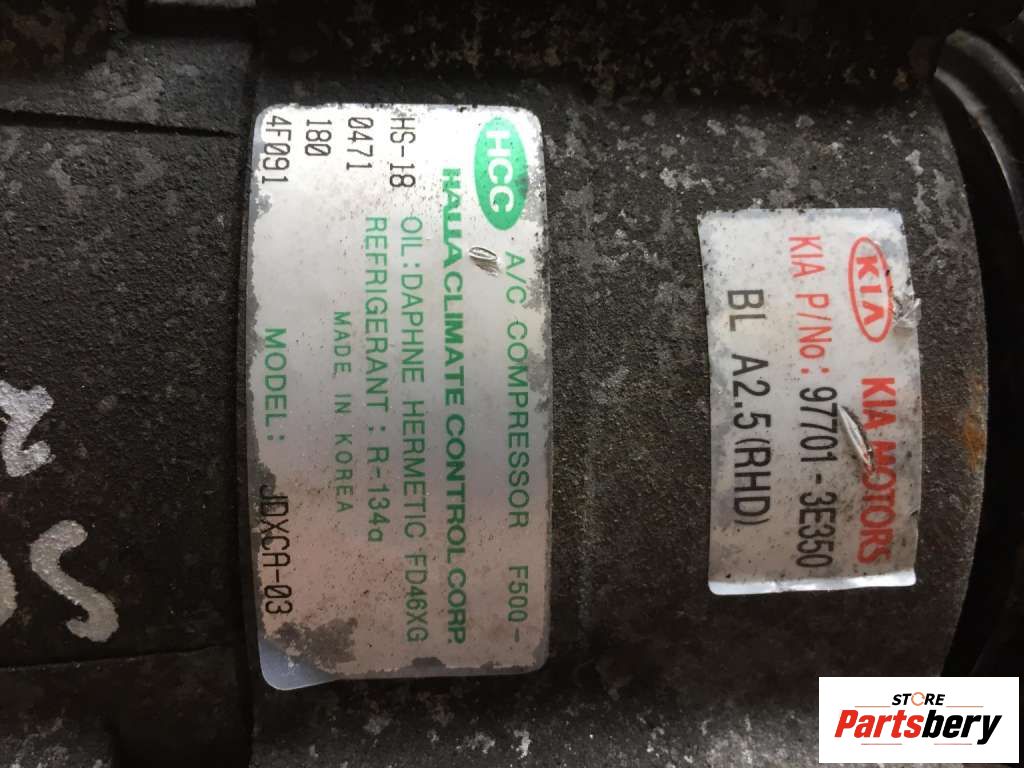 HCC
A/C COMPRESSOR F500-
HALLA CLIMATE CONTROL CORP.
HS-18 OIL:DAPHNE HERMETIC FD46XG
0471 REFRIGERANT : R-134a
180 MADE IN KOREA
4F091 MODEL: JDXCA-03
KIA KIA MOTORS
KIA P/No: 97701-3E350
BL A2.5(RHD)
STORE
Partsbery